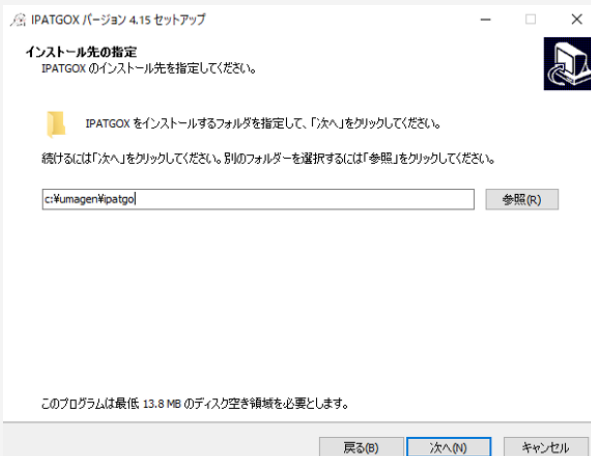 IPATGOX バージョン 4.15 セットアップ
インストール先の指定
IPATGOX のインストール先を指定してください。
IPATGOX をインストールするフォルダを指定して、「次へ」をクリックしてください。
続けるには「次へ」をクリックしてください。別のフォルダーを選択するには「参照」をクリックしてください。
c:¥umagen¥ipatgo
参照(R)
このプログラムは最低 13.8 MB のディスク空き領域を必要とします。
戻る(B)
次へ(N)
キャンセル